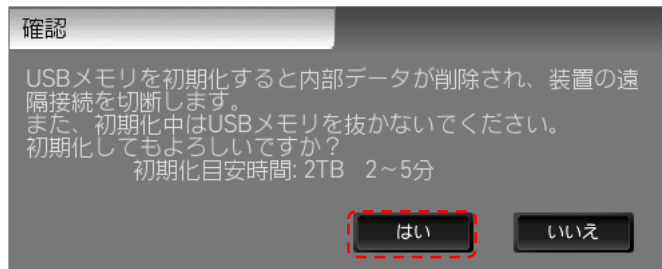 確認
USBメモリを初期化すると内部データが削除され、装置の遠
隔接続を切断します。
また、初期化中はUSBメモリを抜かないでください。
初期化してもよろしいですか？
初期化目安時間: 2TB　2～5分
はい
いいえ